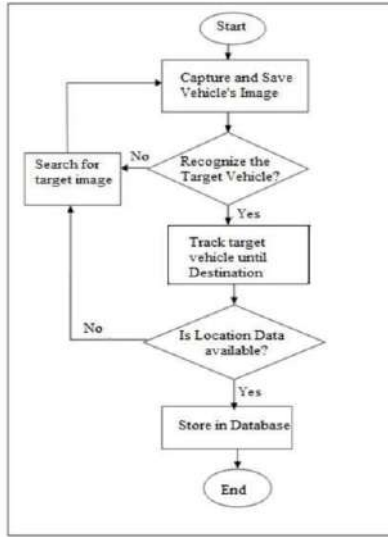 Start
Capture and Save
Vehicle's Image
No
Search for
target image
Recognize the
Target Vehicle?
Yes
Track target
vehicle until
Destination
No
Is Location Data
available?
Yes
Store in Database
End